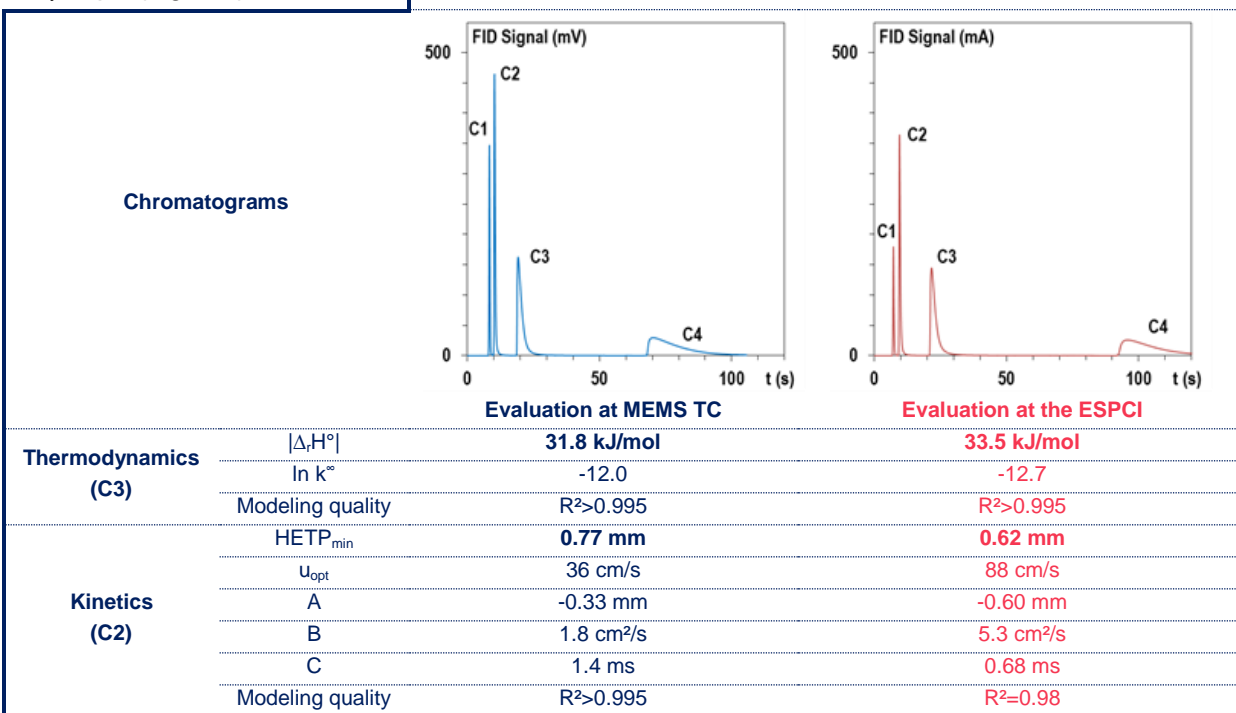 FID Signal (mV)
500
C2
C1
C3
C4
0
0 50 100 t (s)
Evaluation at MEMS TC
FID Signal (mA)
500
C2
C1
C3
C4
0
0 50 100 t (s)
Evaluation at the ESPCI
Chromatograms
Thermodynamics
(C3)
|ΔrH°| 31.8 kJ/mol 33.5 kJ/mol
ln k∞ -12.0 -12.7
Modeling quality R²>0.995 R²>0.995
Kinetics
(C2)
HETPmin 0.77 mm 0.62 mm
uopt 36 cm/s 88 cm/s
A -0.33 mm -0.60 mm
B 1.8 cm²/s 5.3 cm²/s
C 1.4 ms 0.68 ms
Modeling quality R²>0.995 R²=0.98